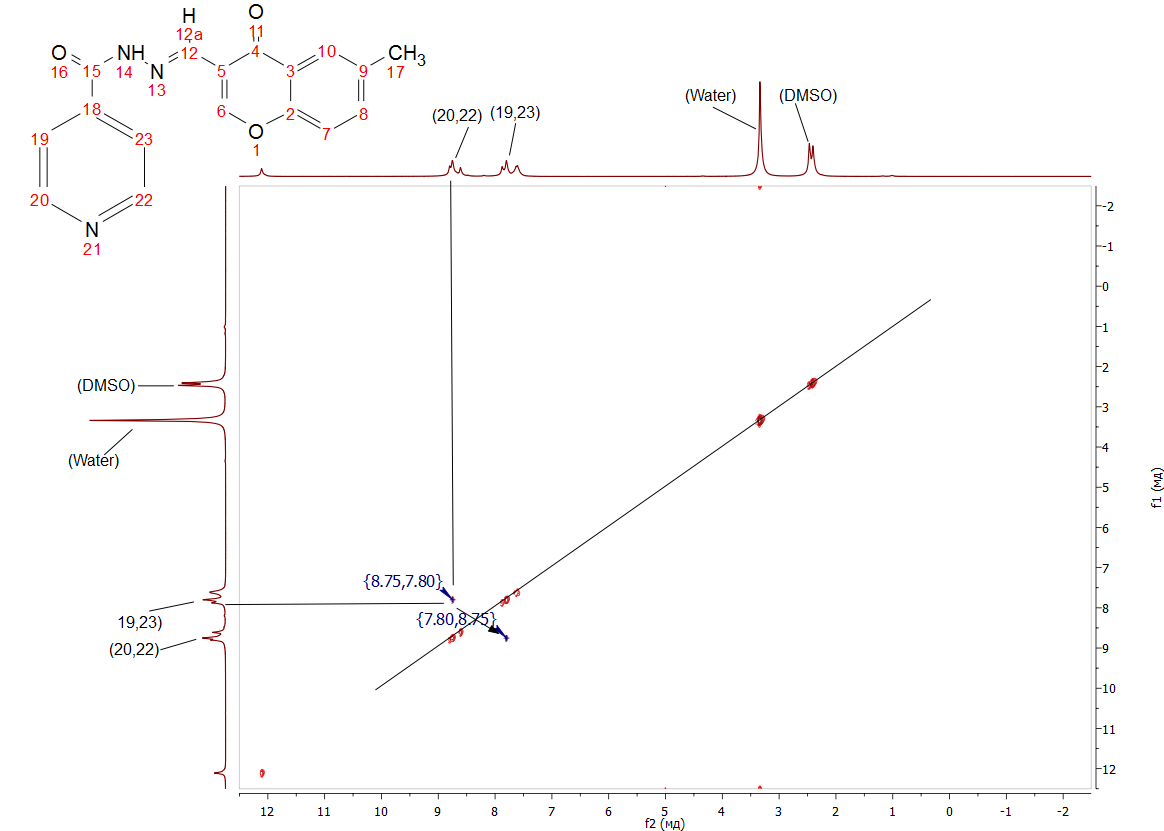 H
12a
O
11
O
16
15
NH
14
N
13
12
4
5
3
10
9
CH3
17
6
2
8
7
O
1
18
19
23
20
22
N
21
(20,22)
(19,23)
(Water)
(DMSO)
(DMSO)
(Water)
19,23)
(20,22)
{8.75,7.80}
{7.80,8.75}
-2
-1
0
1
2
3
4
5
6
7
8
9
10
11
12
f1 (мд)
12 11 10 9 8 7 6 5 4 3 2 1 0 -1 -2
f2 (мд)